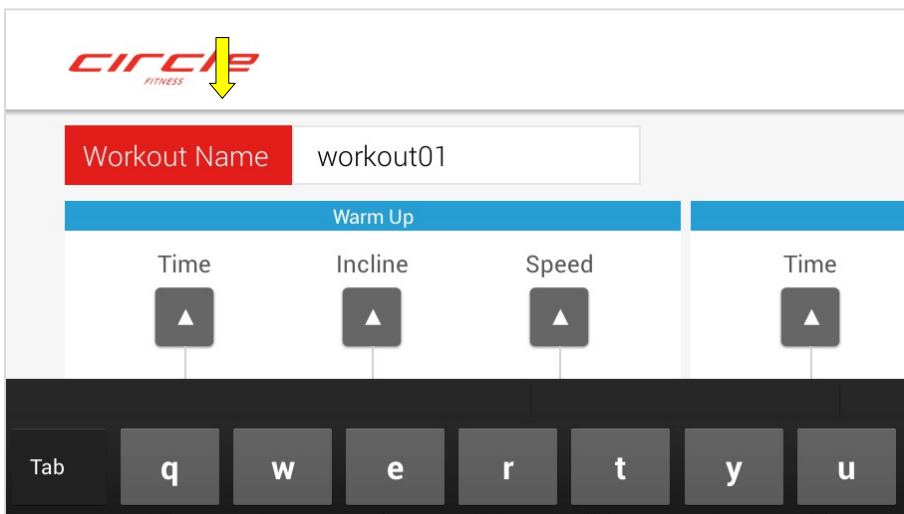 circle
FITNESS
Workout Name workout01
Warm Up
Time Incline Speed Time
Tab q w e r t y u